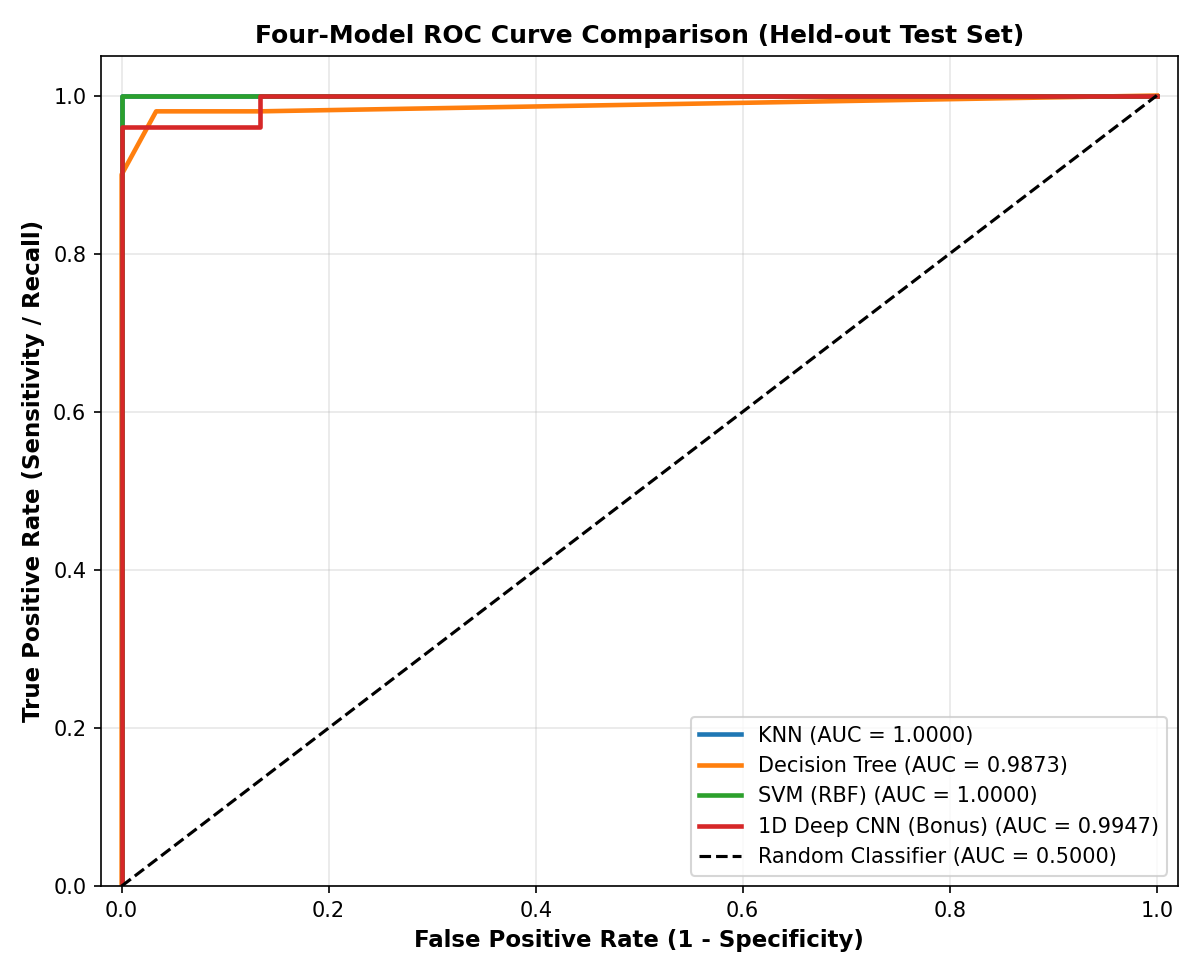 Four-Model ROC Curve Comparison (Held-out Test Set)
True Positive Rate (Sensitivity / Recall)
1.0
0.8
0.6
0.4
0.2
0.0
KNN (AUC = 1.0000)
Decision Tree (AUC = 0.9873)
SVM (RBF) (AUC = 1.0000)
1D Deep CNN (Bonus) (AUC = 0.9947)
Random Classifier (AUC = 0.5000)
0.0 0.2 0.4 0.6 0.8 1.0
False Positive Rate (1 - Specificity)